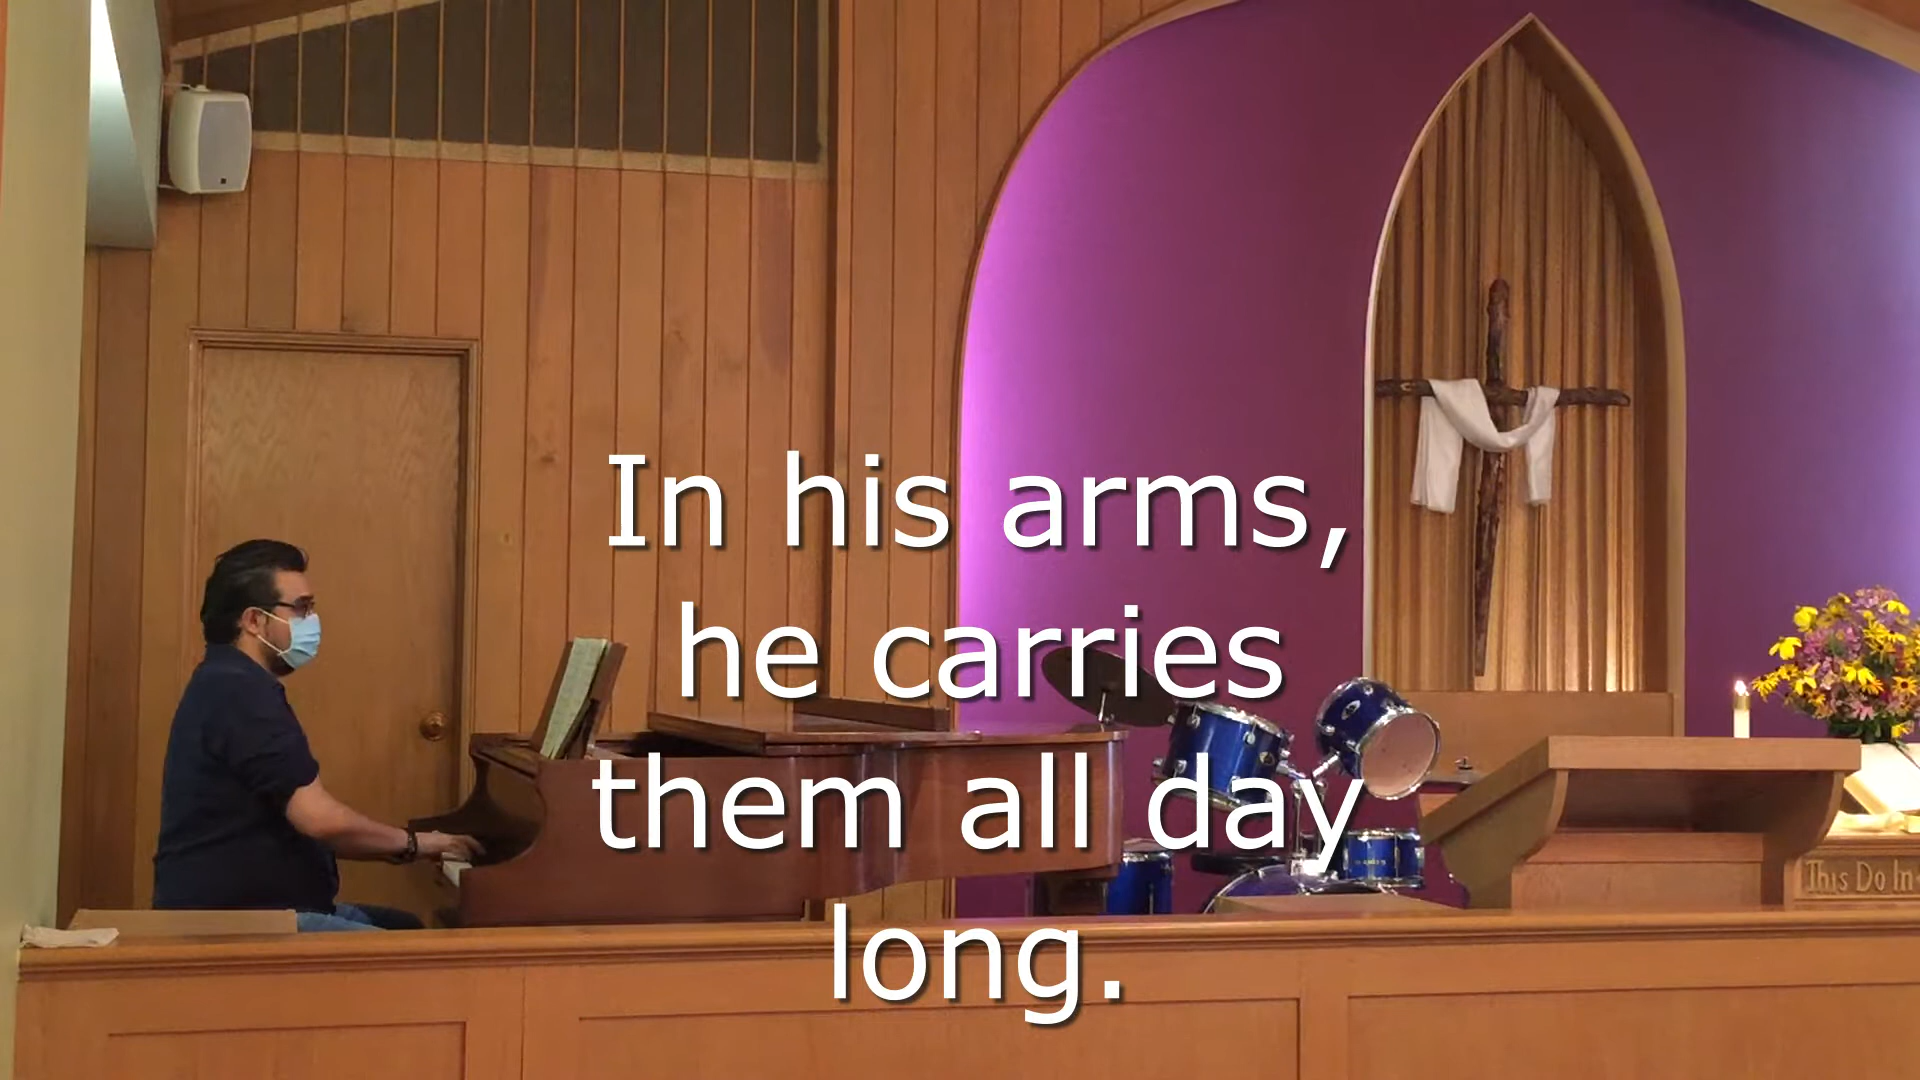 In his arms,
he carries
them all day
long.
This Do In